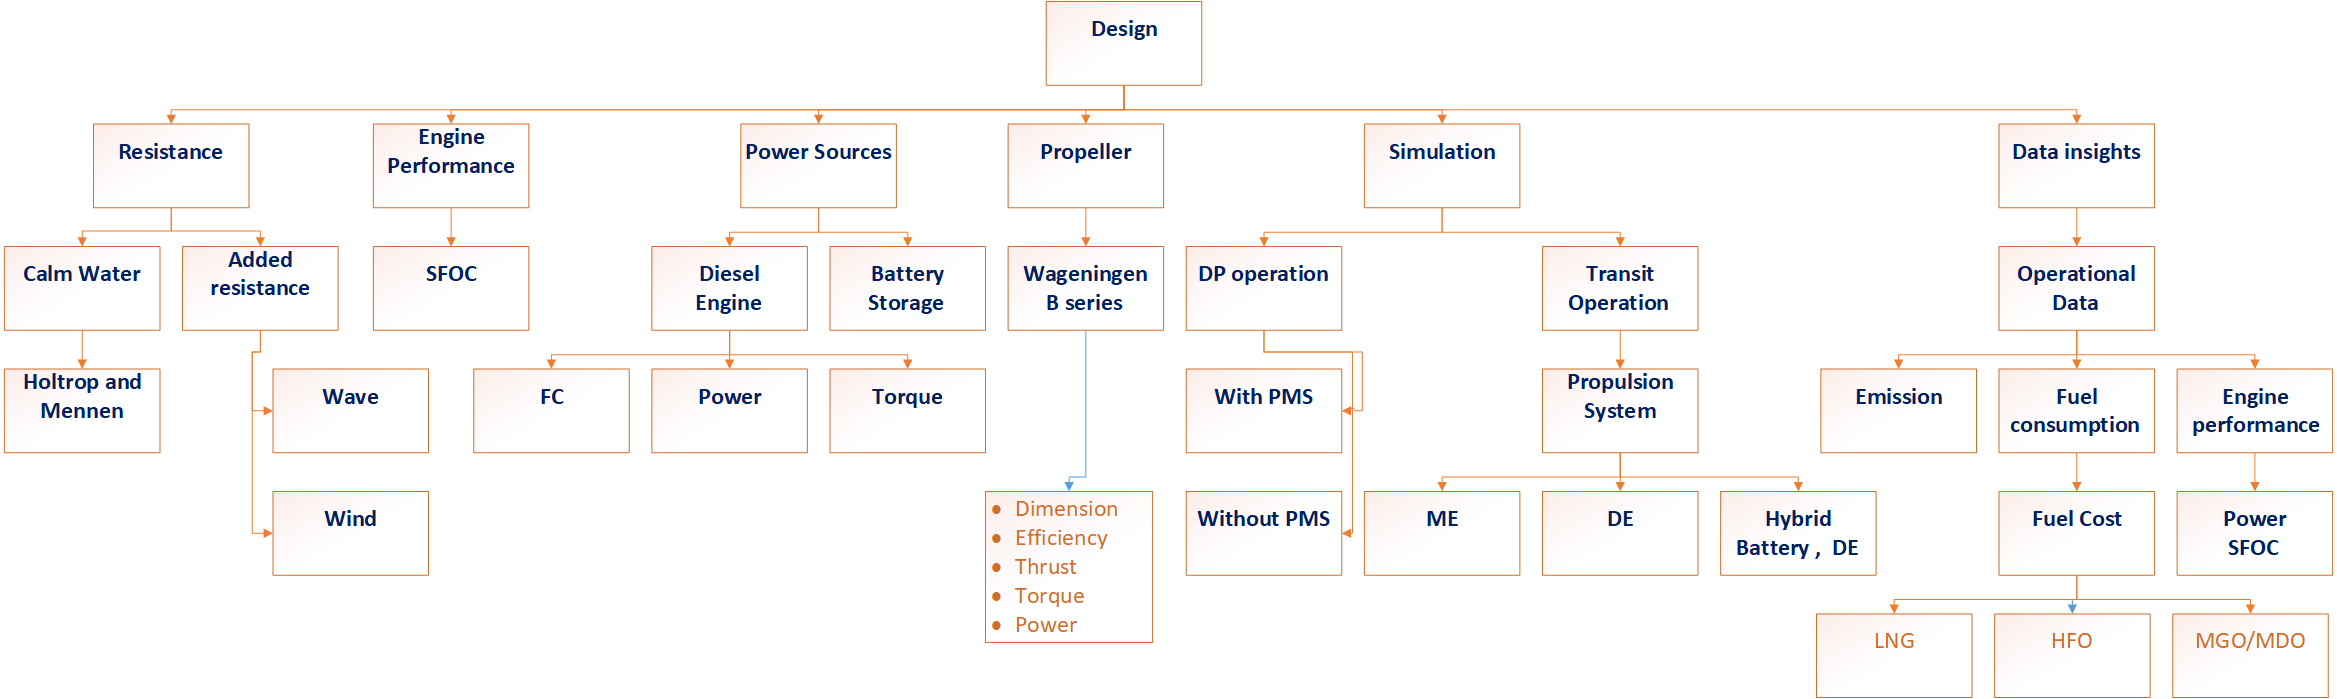 Design
Resistance
Engine
Performance
Power Sources
Propeller
Simulation
Data insights
Calm Water
Added
resistance
SFOC
Diesel
Engine
Battery
Storage
Wageningen
B series
DP operation
Transit
Operation
Operational
Data
Holtrop and
Mennen
Wave
FC
Power
Torque
With PMS
Propulsion
System
Emission
Fuel
consumption
Engine
performance
Wind
• Dimension
• Efficiency
• Thrust
• Torque
• Power
Without PMS
ME
DE
Hybrid
Battery , DE
Fuel Cost
Power
SFOC
LNG
HFO
MGO/MDO